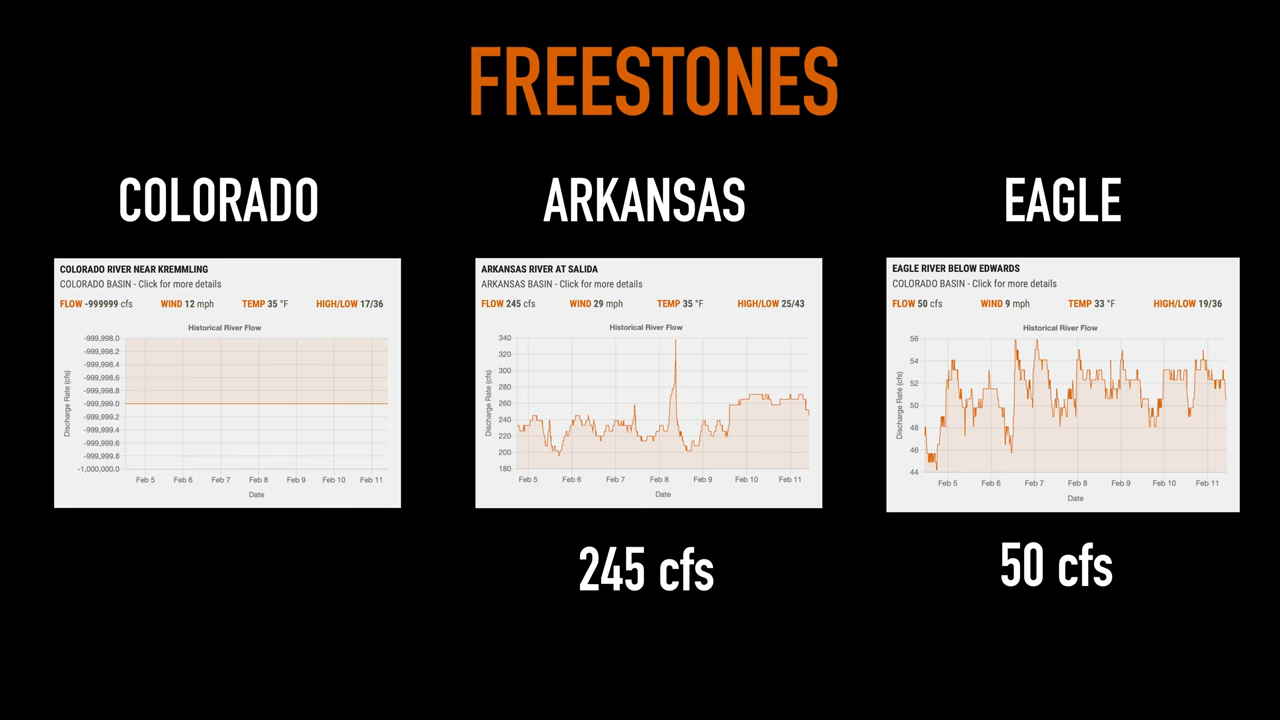 FREESTONES
COLORADO
ARKANSAS
EAGLE
COLORADO RIVER NEAR KREMMLING
COLORADO BASIN - Click for more details
FLOW -999999 cfs WIND 12 mph TEMP 35 °F HIGH/LOW 17/36
Historical River Flow
Discharge Rate (cfs)
-999,998.0
-999,998.2
-999,998.4
-999,998.6
-999,998.8
-999,999.0
-999,999.2
-999,999.4
-999,999.6
-999,999.8
-1,000,000.0
Feb 5 Feb 6 Feb 7 Feb 8 Feb 9 Feb 10 Feb 11
Date
ARKANSAS RIVER AT SALIDA
ARKANSAS BASIN - Click for more details
FLOW 245 cfs WIND 29 mph TEMP 35 °F HIGH/LOW 25/43
Historical River Flow
Discharge Rate (cfs)
340
320
300
280
260
240
220
200
180
Feb 5 Feb 6 Feb 7 Feb 8 Feb 9 Feb 10 Feb 11
Date
EAGLE RIVER BELOW EDWARDS
COLORADO BASIN - Click for more details
FLOW 50 cfs WIND 9 mph TEMP 33 °F HIGH/LOW 19/36
Historical River Flow
Discharge Rate (cfs)
56
54
52
50
48
46
44
Feb 5 Feb 6 Feb 7 Feb 8 Feb 9 Feb 10 Feb 11
Date
245 cfs
50 cfs